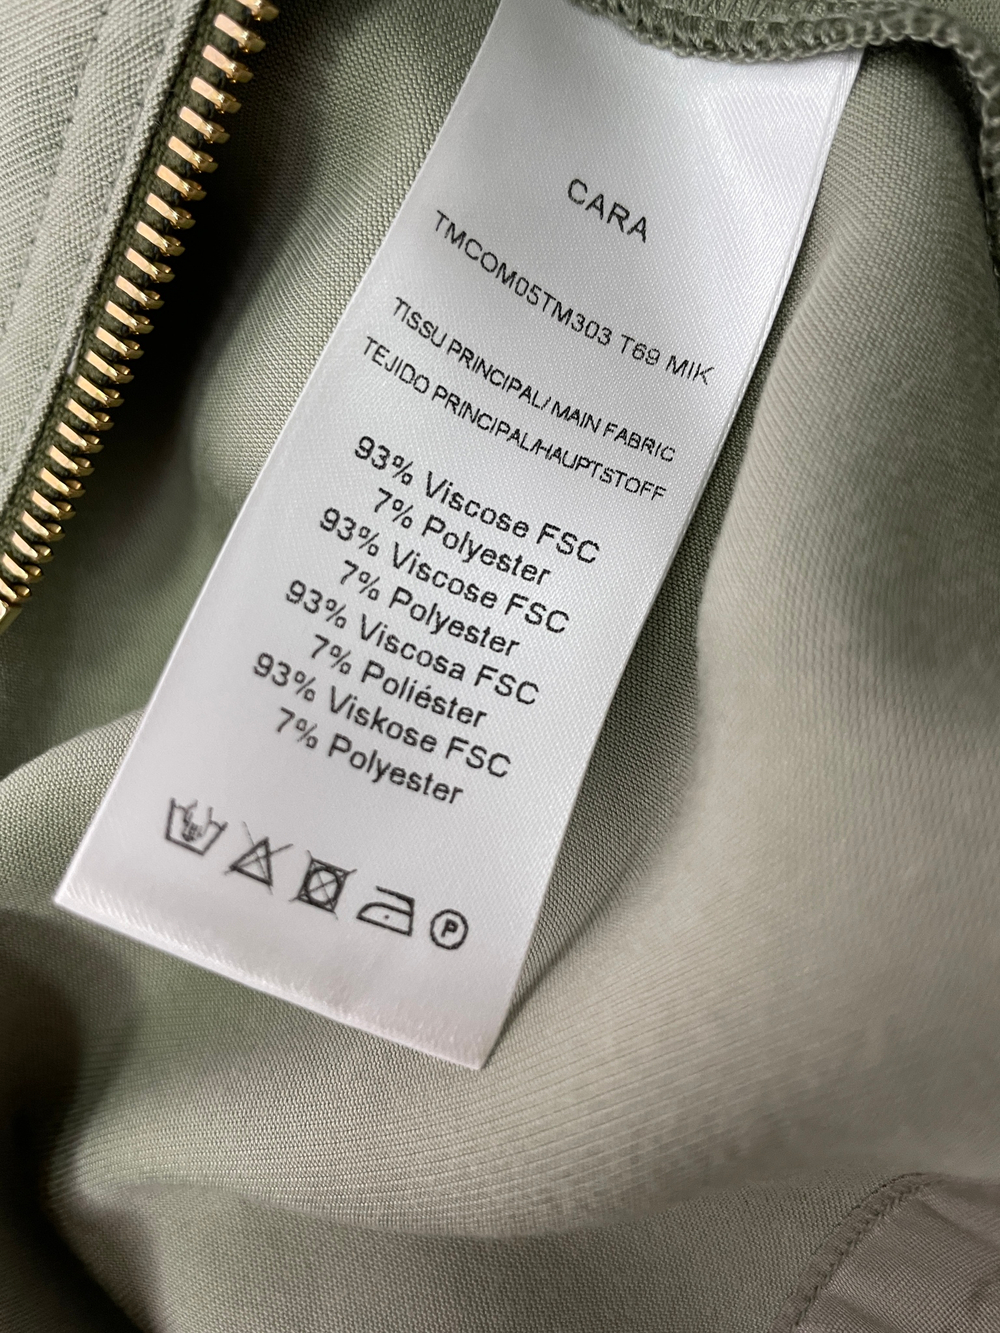 CARA
TMCOM05TM303 T69 MIK
TISSU PRINCIPAL/ MAIN FABRIC
TEJIDO PRINCIPAL/HAUPTSTOFF
93% Viscose FSC
7% Polyester
93% Viscose FSC
7% Polyester
93% Viscosa FSC
7% Poliéster
93% Viskose FSC
7% Polyester
P